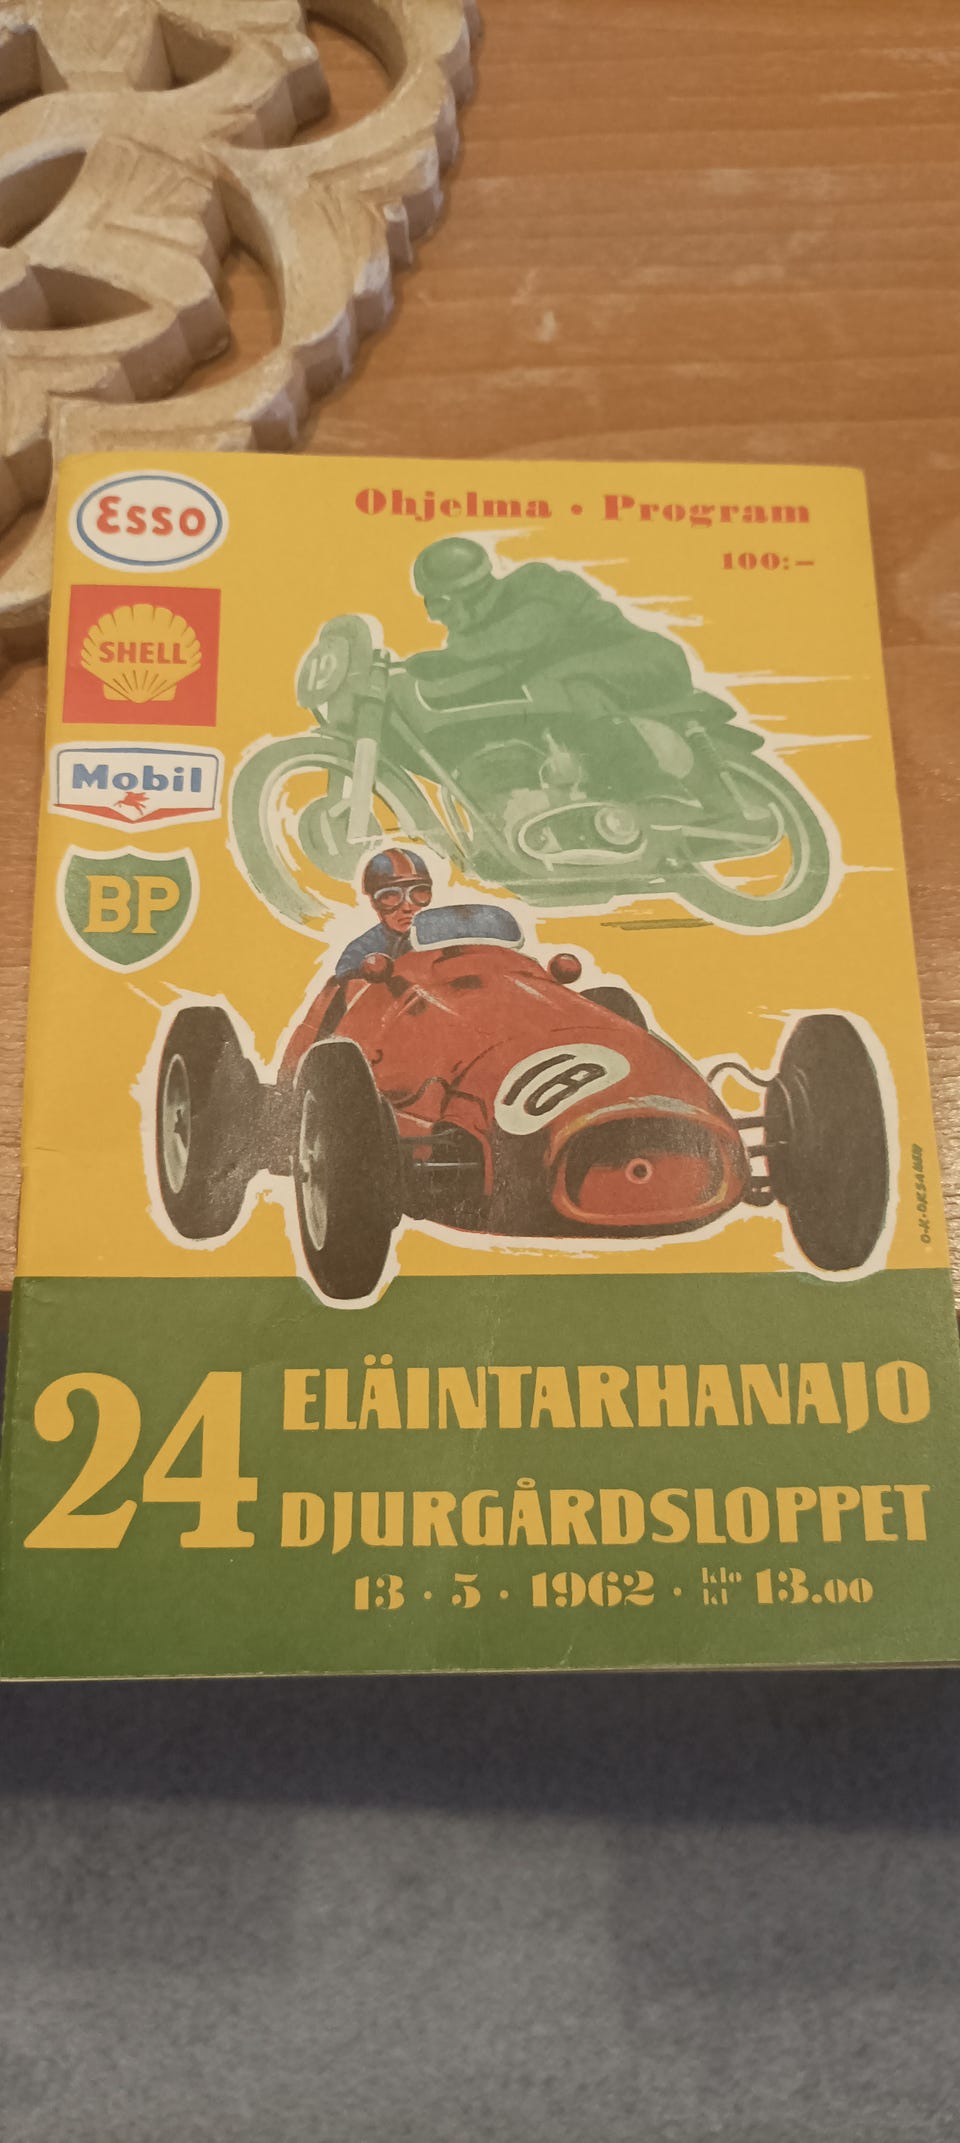 Esso
Ohjelma • Program
100:-
SHELL
Mobil
BP
19
18
O.K.OKSANEN
24 ELÄINTARHANAJO
DJURGÅRDSLOPPET
13 · 5 · 1962 · klo kl 13.00